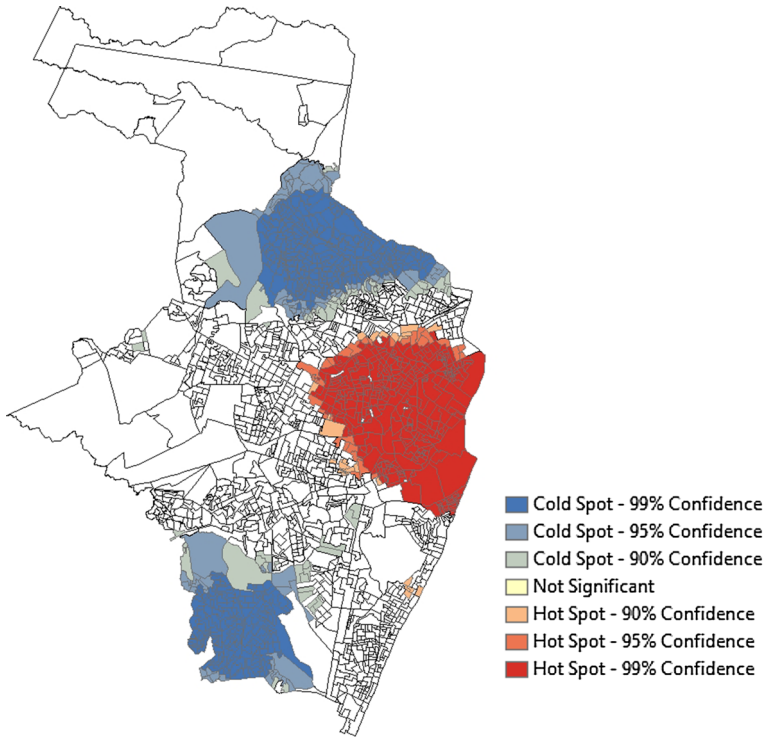 Cold Spot - 99% Confidence
Cold Spot - 95% Confidence
Cold Spot - 90% Confidence
Not Significant
Hot Spot - 90% Confidence
Hot Spot - 95% Confidence
Hot Spot - 99% Confidence